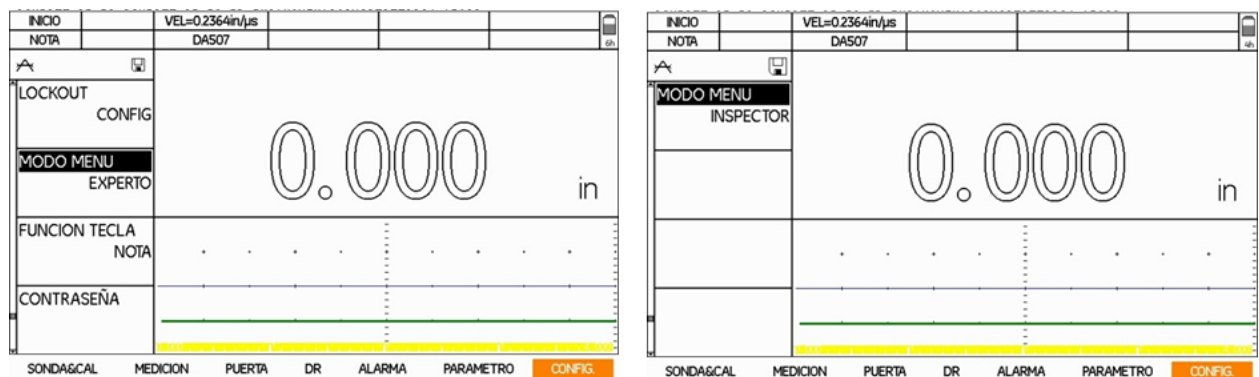 INICIO VEL=0.2364in/µs
NOTA DA507 6h
LOCKOUT
CONFIG
MODO MENU
EXPERTO
FUNCION TECLA
NOTA
CONTRASEÑA
0.000 in
SONDA&CAL MEDICION PUERTA DR ALARMA PARAMETRO CONFIG.
INICIO VEL=0.2364in/µs
NOTA DA507 4h
MODO MENU
INSPECTOR
0.000 in
SONDA&CAL MEDICION PUERTA DR ALARMA PARAMETRO CONFIG.